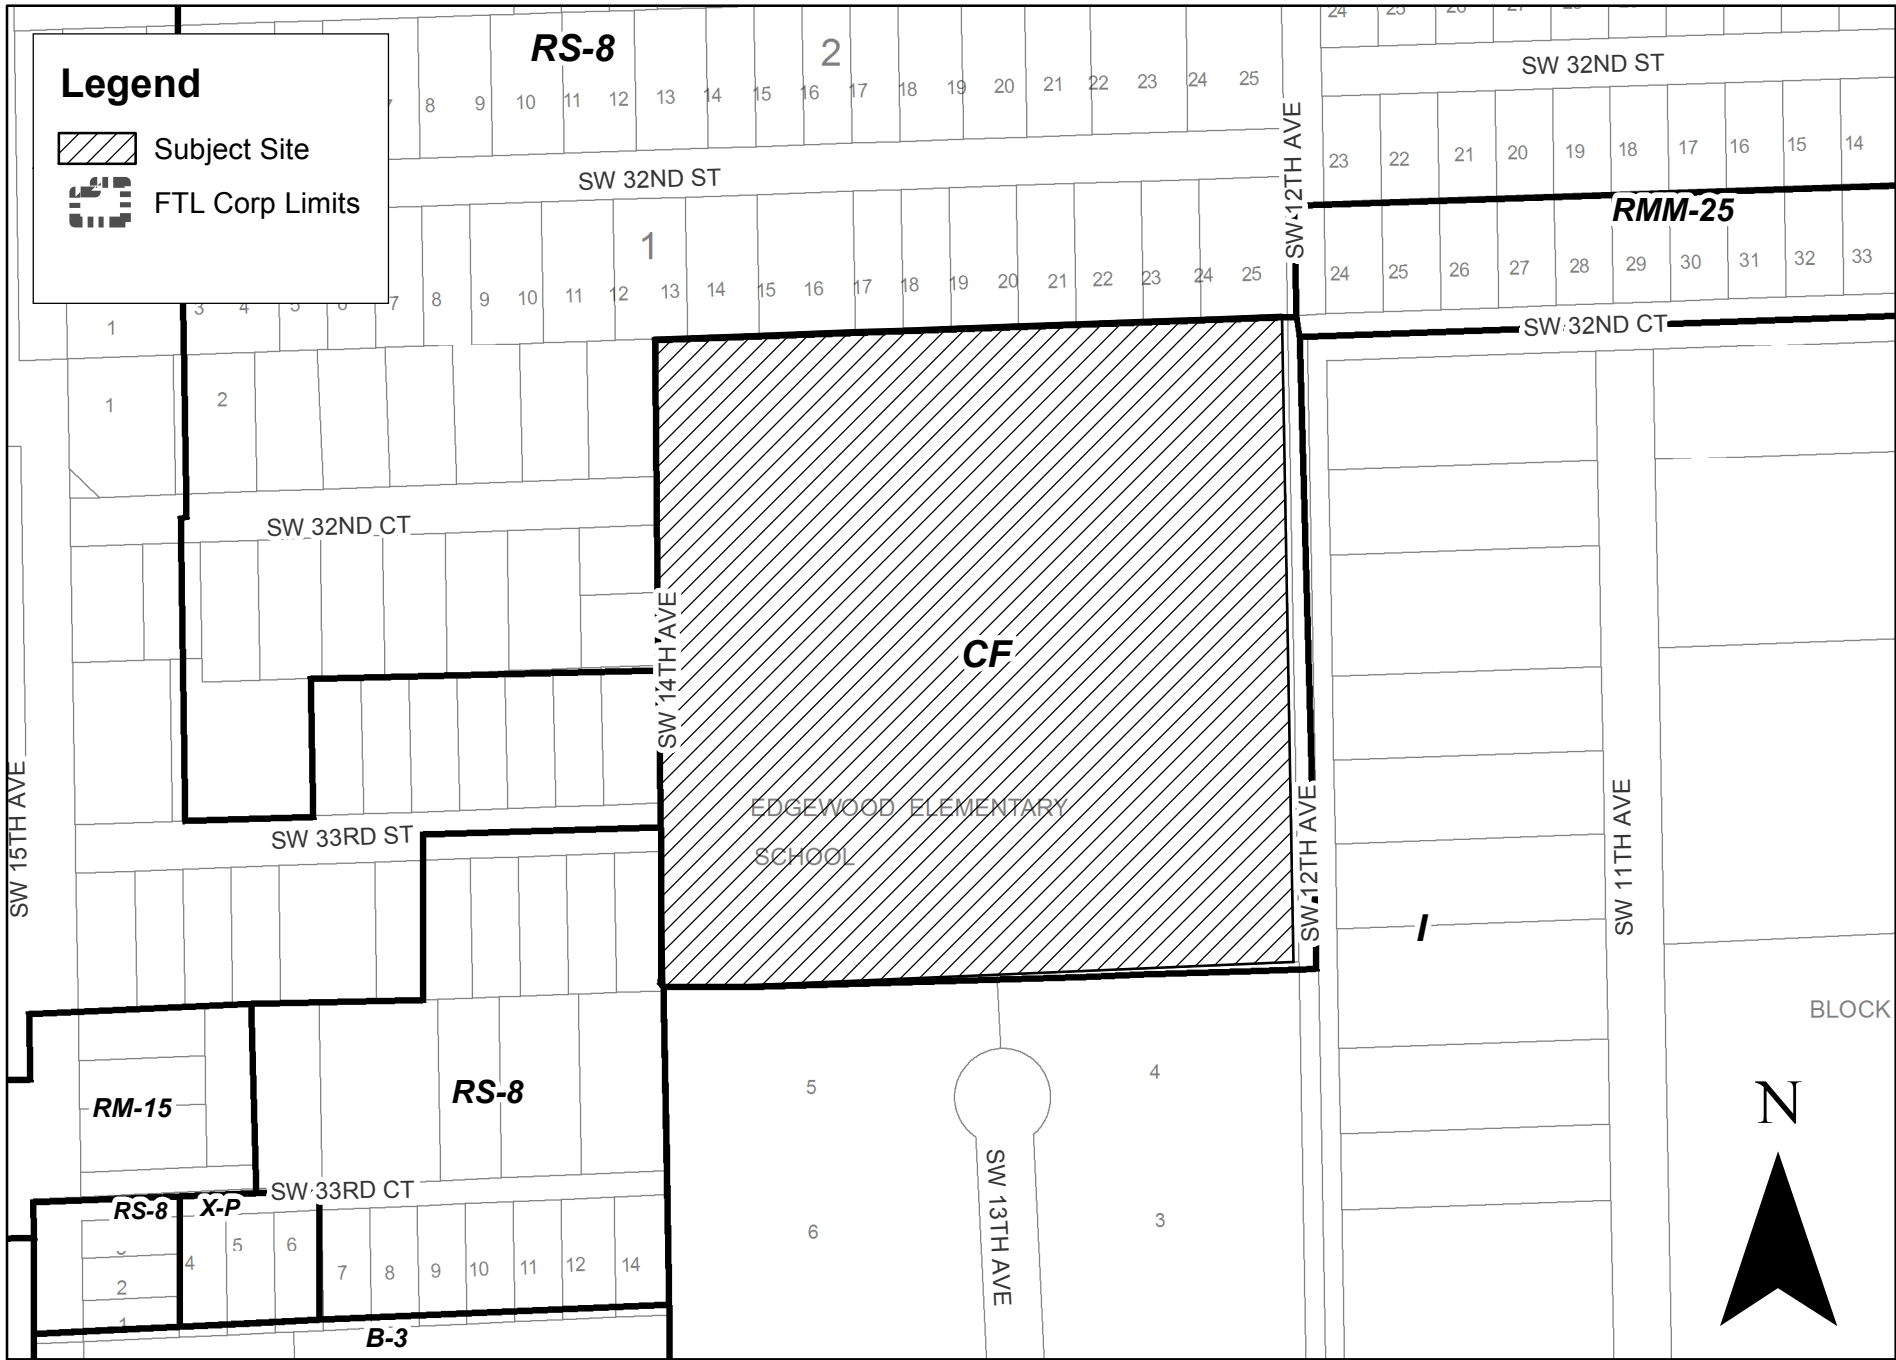 24 25 26 27 28 29
RS-8
2
SW 32ND ST
Legend
Subject Site
FTL Corp Limits
8 9 10 11 12 13 14 15 16 17 18 19 20 21 22 23 24 25
SW 12TH AVE
23 22 21 20 19 18 17 16 15 14
SW 32ND ST
RMM-25
1
3 4 5 6 7 8 9 10 11 12 13 14 15 16 17 18 19 20 21 22 23 24 25
24 25 26 27 28 29 30 31 32 33
1
SW 32ND CT
1 2
SW 32ND CT
SW 14TH AVE
CF
SW 15TH AVE
EDGEWOOD ELEMENTARY
SCHOOL
SW 33RD ST
SW 12TH AVE
SW 11TH AVE
I
BLOCK
5 4
RM-15
RS-8
N
SW 33RD CT
RS-8 X-P
SW 13TH AVE
6 3
4 5 6 7 8 9 10 11 12 14
2
1
B-3